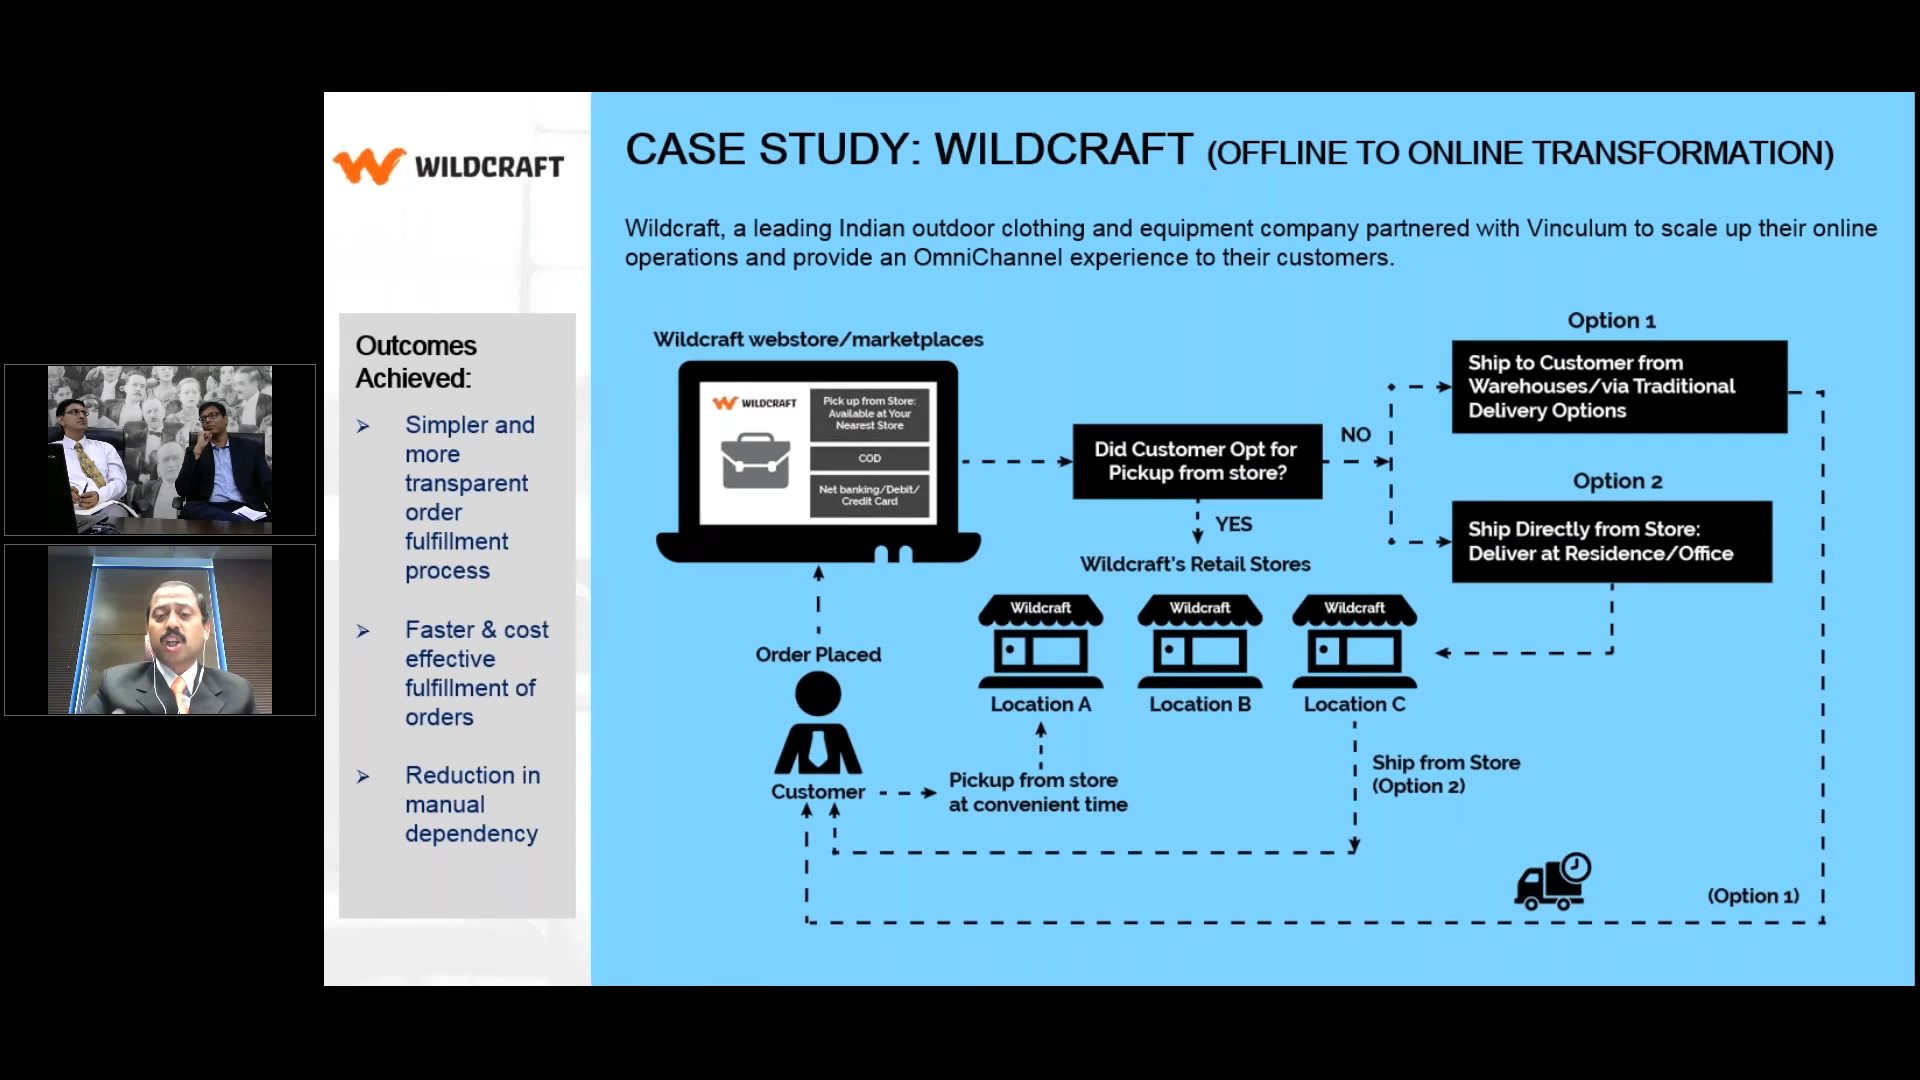 WILDCRAFT
CASE STUDY: WILDCRAFT (OFFLINE TO ONLINE TRANSFORMATION)
Wildcraft, a leading Indian outdoor clothing and equipment company partnered with Vinculum to scale up their online
operations and provide an OmniChannel experience to their customers.
Outcomes
Achieved:
Simpler and
more
transparent
order
fulfillment
process
Faster & cost
effective
fulfillment of
orders
Reduction in
manual
dependency
Wildcraft webstore/marketplaces
WILDCRAFT
Pick up from Store:
Available at Your
Nearest Store
COD
Net banking/Debit/
Credit Card
Did Customer Opt for
Pickup from store?
NO
YES
Option 1
Ship to Customer from
Warehouses/via Traditional
Delivery Options
Option 2
Ship Directly from Store:
Deliver at Residence/Office
Wildcraft's Retail Stores
Wildcraft
Wildcraft
Wildcraft
Location A
Location B
Location C
Order Placed
Customer
Pickup from store
at convenient time
Ship from Store
(Option 2)
(Option 1)